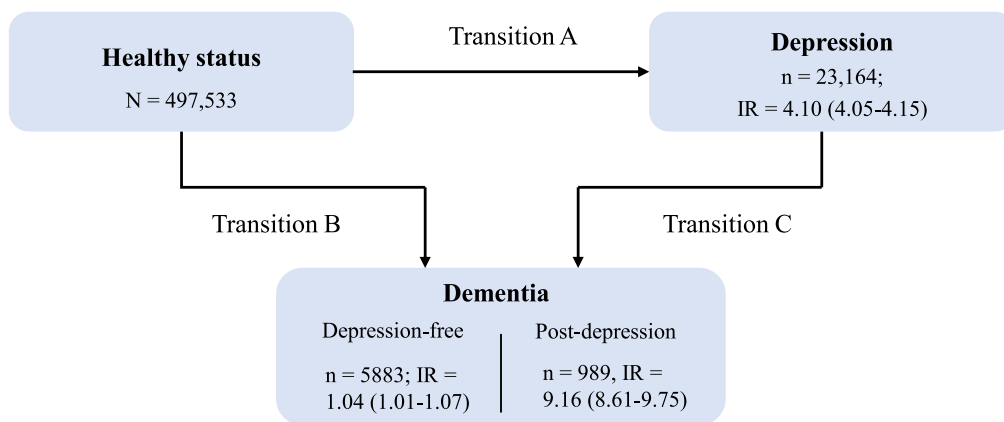 Healthy status
N = 497,533
Transition A
Depression
n = 23,164;
IR = 4.10 (4.05-4.15)
Transition B
Transition C
Dementia
Depression-free
n = 5883; IR =
1.04 (1.01-1.07)
Post-depression
n = 989, IR =
9.16 (8.61-9.75)